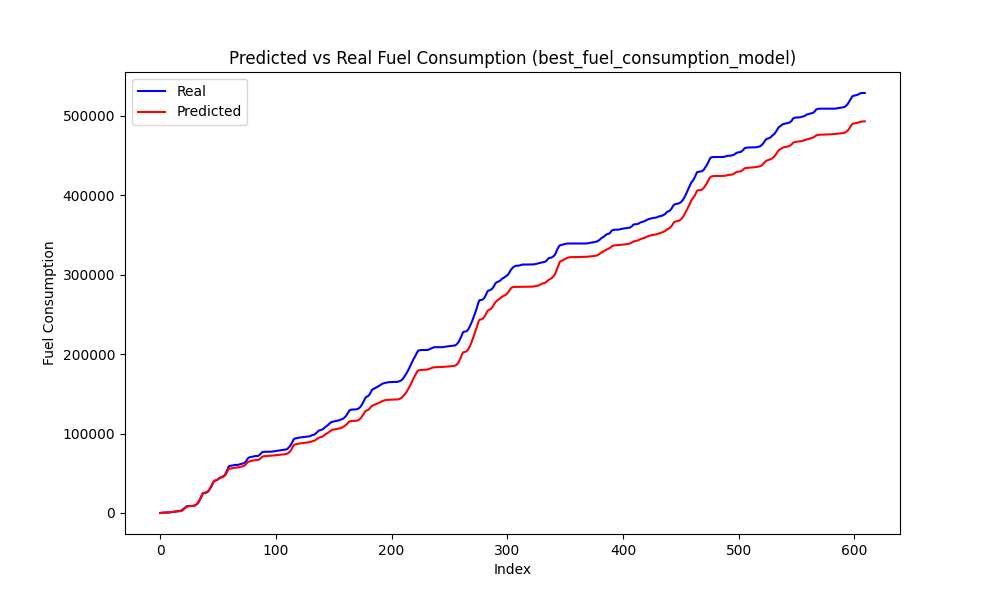 Predicted vs Real Fuel Consumption (best_fuel_consumption_model)
Real
Predicted
500000
400000
300000
200000
100000
0
Fuel Consumption
0 100 200 300 400 500 600
Index